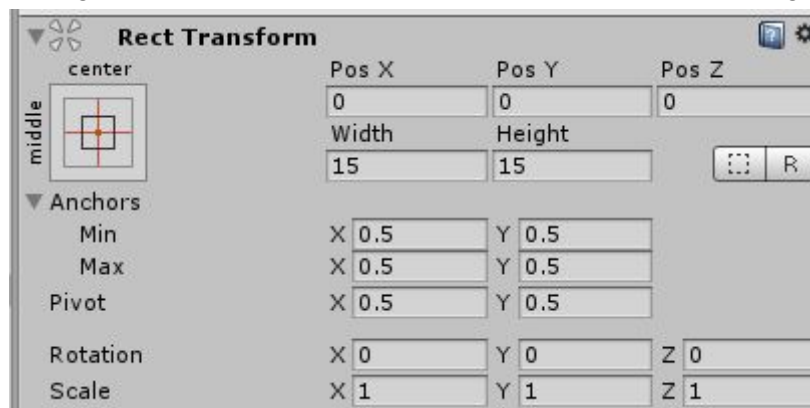 Rect Transform
center
Pos X Pos Y Pos Z
middle
0 0 0
Width Height
15 15
R
Anchors
Min X 0.5 Y 0.5
Max X 0.5 Y 0.5
Pivot X 0.5 Y 0.5
Rotation X 0 Y 0 Z 0
Scale X 1 Y 1 Z 1